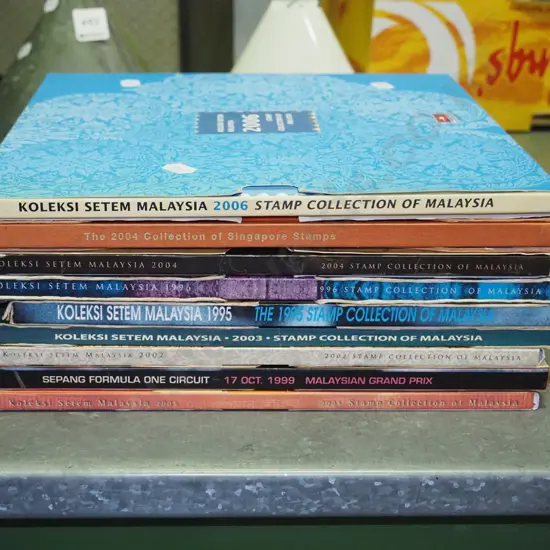 2006
KOLEKSI SETEM MALAYSIA 2006 STAMP COLLECTION OF MALAYSIA
The 2004 Collection of Singapore Stamps
KOLEKSI SETEM MALAYSIA 2004 2004 STAMP COLLECTION OF MALAYSIA
KOLEKSI SETEM MALAYSIA 1996 1996 STAMP COLLECTION OF MALAYSIA
KOLEKSI SETEM MALAYSIA 1995 THE 1995 STAMP COLLECTION OF MALAYSIA
KOLEKSI SETEM MALAYSIA • 2003 • STAMP COLLECTION OF MALAYSIA
Koleksi Setem Malaysia 2002 2002 STAMP COLLECTION OF MALAYSIA
SEPANG FORMULA ONE CIRCUIT - 17 OCT. 1999 MALAYSIAN GRAND PRIX
Koleksi Setem Malaysia Stamp Collection of Malaysia